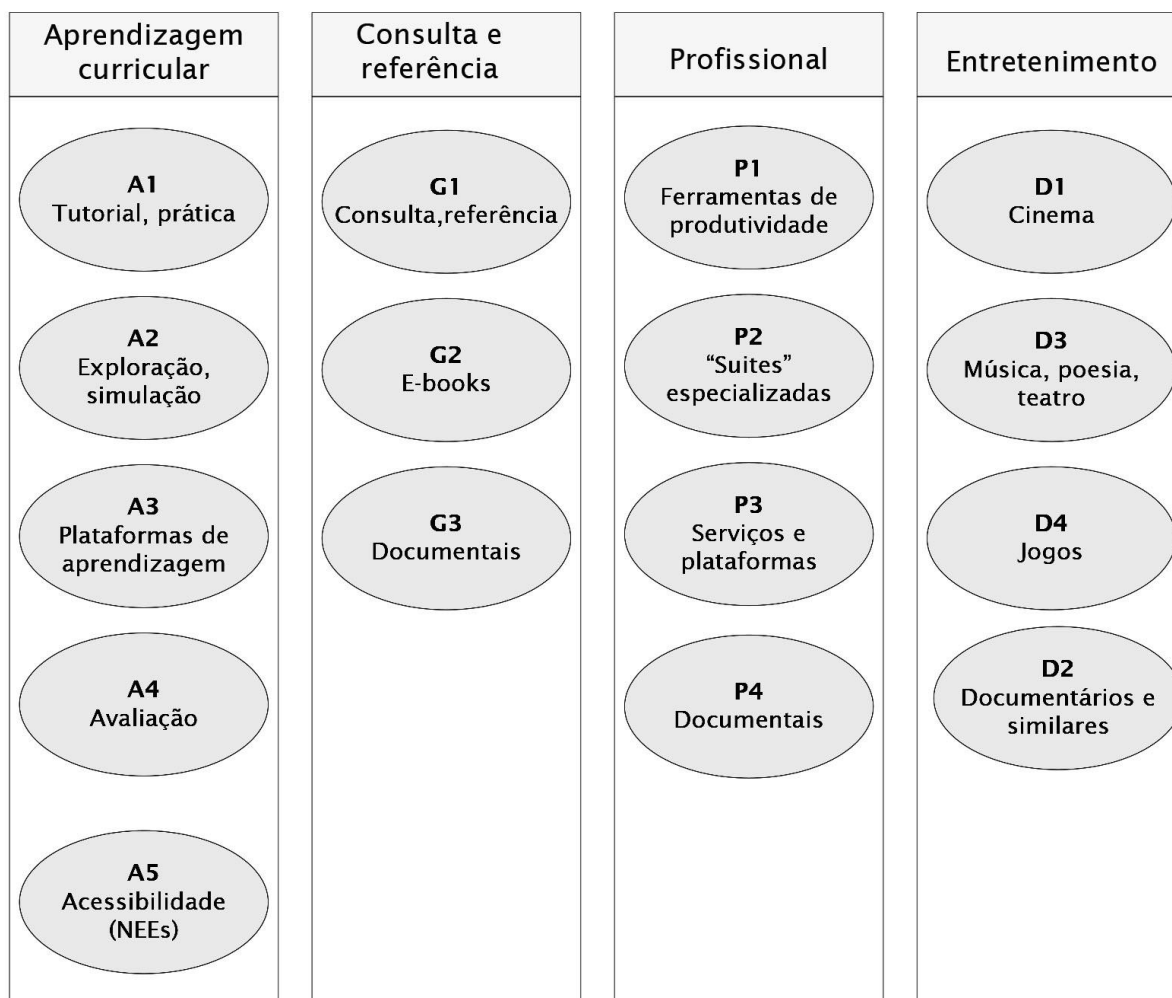 Aprendizagem
curricular
A1
Tutorial, prática
A2
Exploração,
simulação
A3
Plataformas de
aprendizagem
A4
Avaliação
A5
Acessibilidade
(NEEs)
Consulta e
referência
G1
Consulta,referência
G2
E-books
G3
Documentais
Profissional
P1
Ferramentas de
produtividade
P2
“Suites”
especializadas
P3
Serviços e
plataformas
P4
Documentais
Entretenimento
D1
Cinema
D3
Música, poesia,
teatro
D4
Jogos
D2
Documentários e
similares